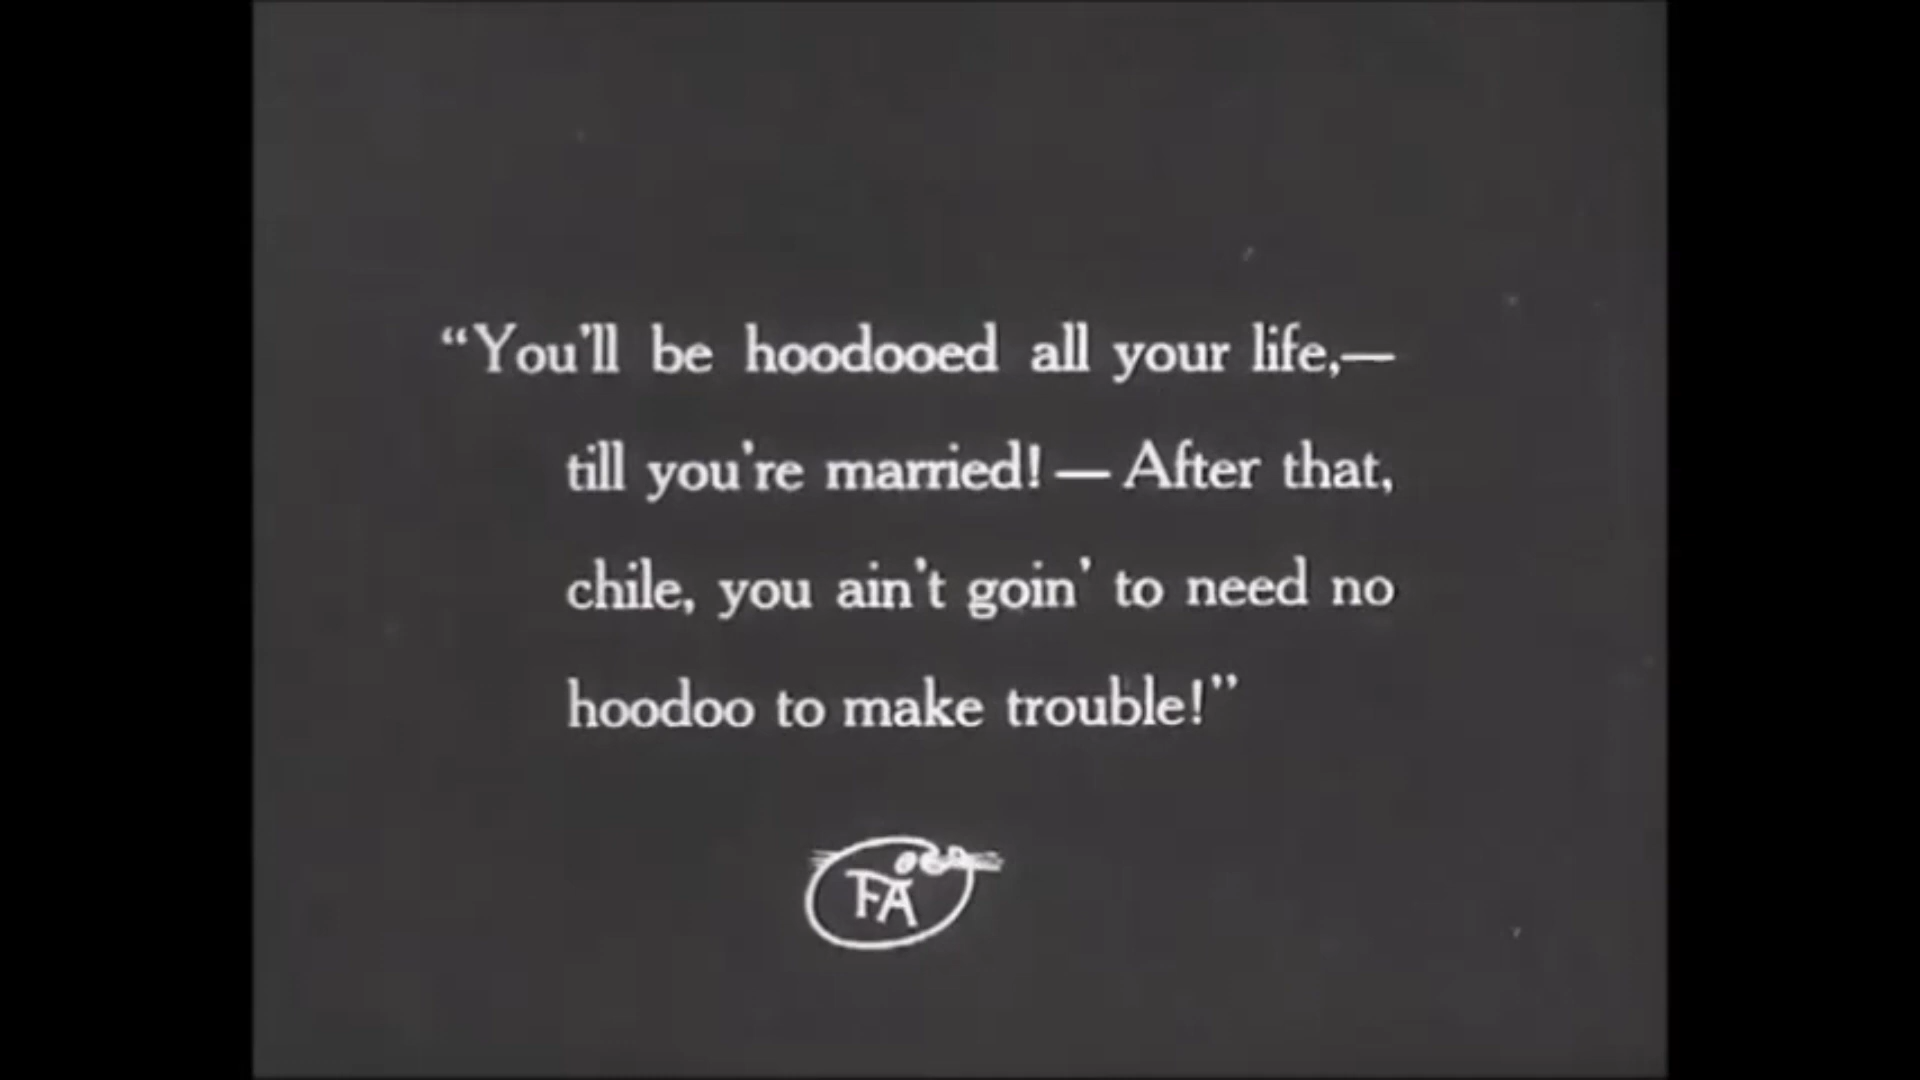 “You'll be hoodooed all your life,—
till you're married! — After that,
chile, you ain't goin' to need no
hoodoo to make trouble!”
FA